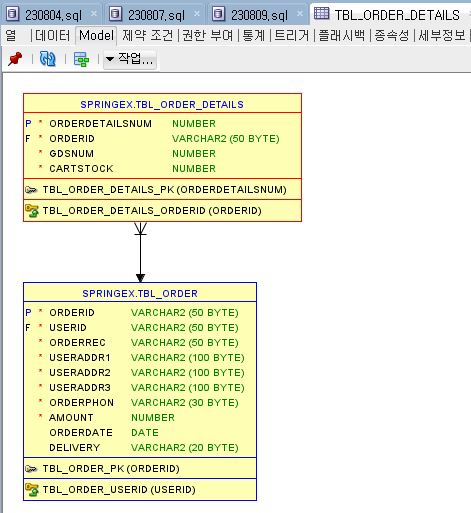 230804.sql 230807.sql 230809.sql TBL_ORDER_DETAILS
열 데이터 Model 제약 조건 권한 부여 통계 트리거 플래시백 종속성 세부정보
작업...
SPRINGEX.TBL_ORDER_DETAILS
P * ORDERDETAILSNUM NUMBER
F * ORDERID VARCHAR2 (50 BYTE)
* GDSNUM NUMBER
* CARTSTOCK NUMBER
TBL_ORDER_DETAILS_PK (ORDERDETAILSNUM)
TBL_ORDER_DETAILS_ORDERID (ORDERID)
SPRINGEX.TBL_ORDER
P * ORDERID VARCHAR2 (50 BYTE)
F * USERID VARCHAR2 (50 BYTE)
* ORDERREC VARCHAR2 (50 BYTE)
* USERADDR1 VARCHAR2 (100 BYTE)
* USERADDR2 VARCHAR2 (100 BYTE)
* USERADDR3 VARCHAR2 (100 BYTE)
* ORDERPHON VARCHAR2 (30 BYTE)
* AMOUNT NUMBER
ORDERDATE DATE
DELIVERY VARCHAR2 (20 BYTE)
TBL_ORDER_PK (ORDERID)
TBL_ORDER_USERID (USERID)